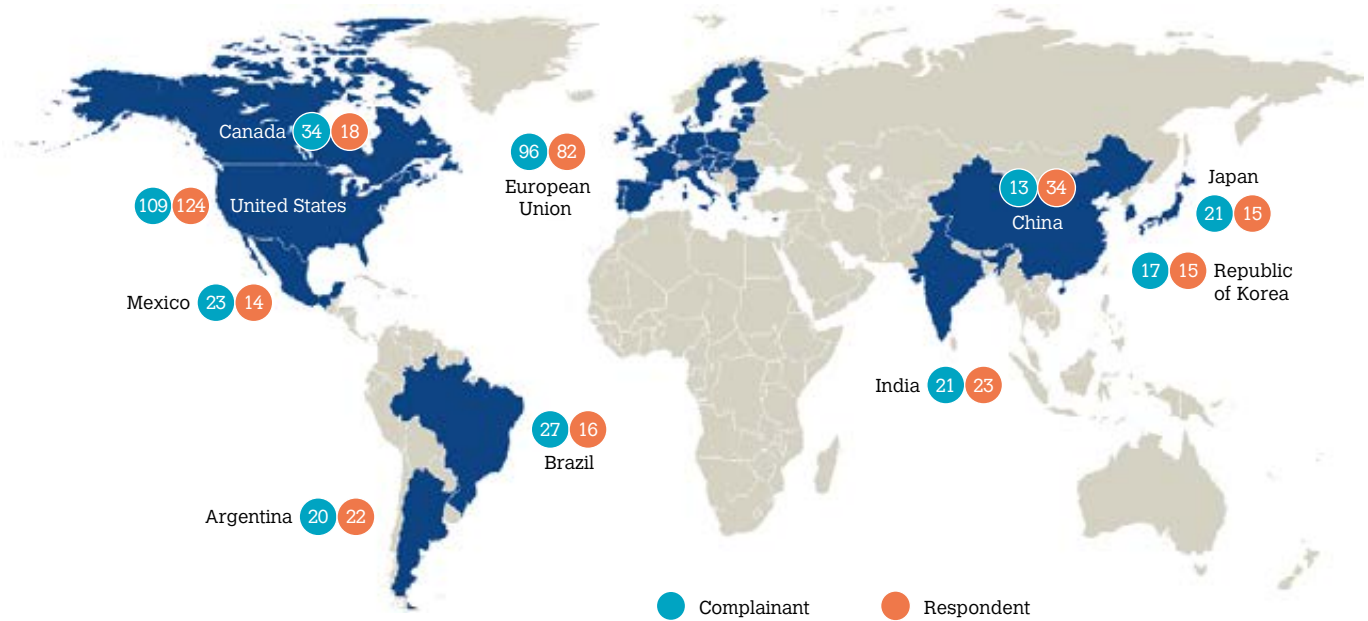 Canada 34 18
96 82
European
Union
109 124 United States
13 34
China
Japan
21 15
17 15 Republic
of Korea
Mexico 23 14
India 21 23
27 16
Brazil
Argentina 20 22
Complainant
Respondent